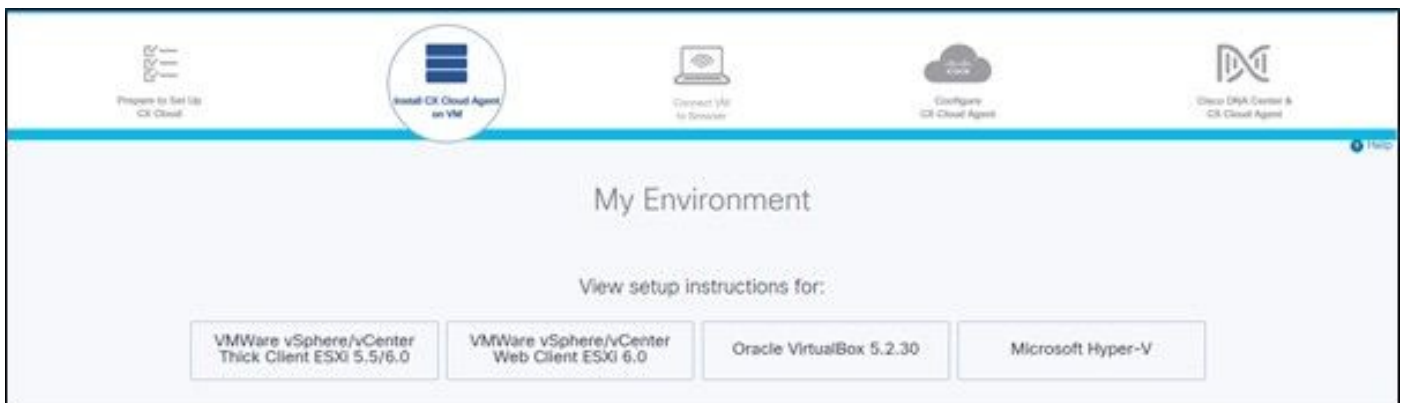 Prepare to Set Up
CX Cloud
Install CX Cloud Agent
on VM
Connect VM
to Browser
Configure
CX Cloud Agent
Cisco DNA Center &
CX Cloud Agent
Help
My Environment
View setup instructions for:
VMWare vSphere/vCenter
Thick Client ESXi 5.5/6.0
VMWare vSphere/vCenter
Web Client ESXi 6.0
Oracle VirtualBox 5.2.30
Microsoft Hyper-V